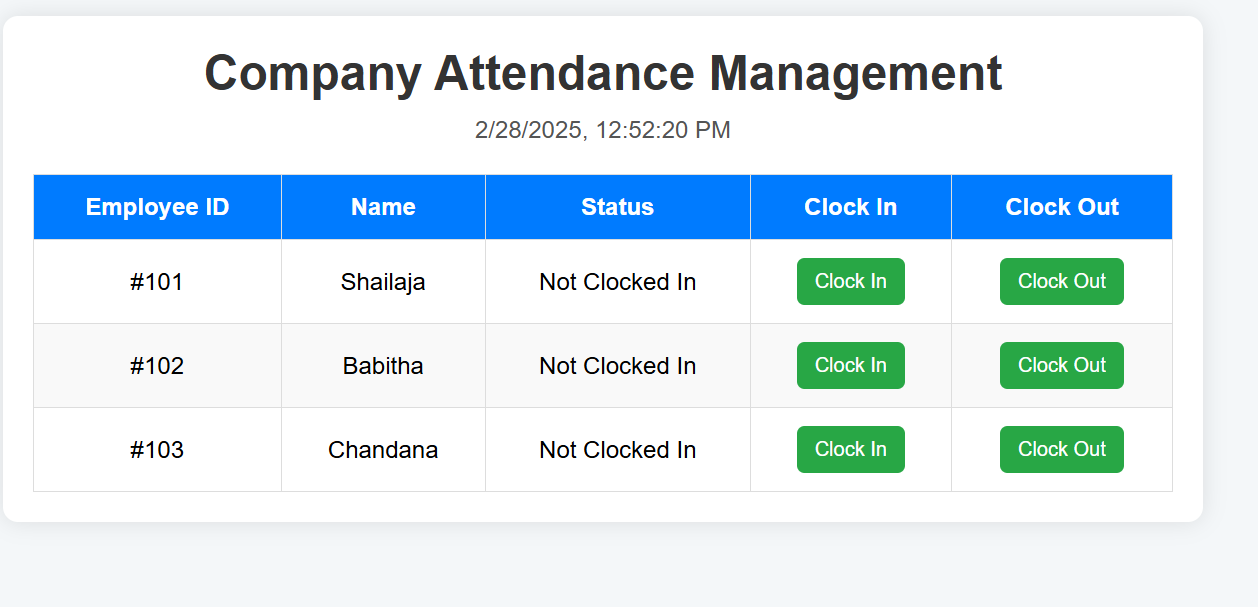 Company Attendance Management
2/28/2025, 12:52:20 PM
Employee ID Name Status Clock In Clock Out
#101 Shailaja Not Clocked In Clock In Clock Out
#102 Babitha Not Clocked In Clock In Clock Out
#103 Chandana Not Clocked In Clock In Clock Out